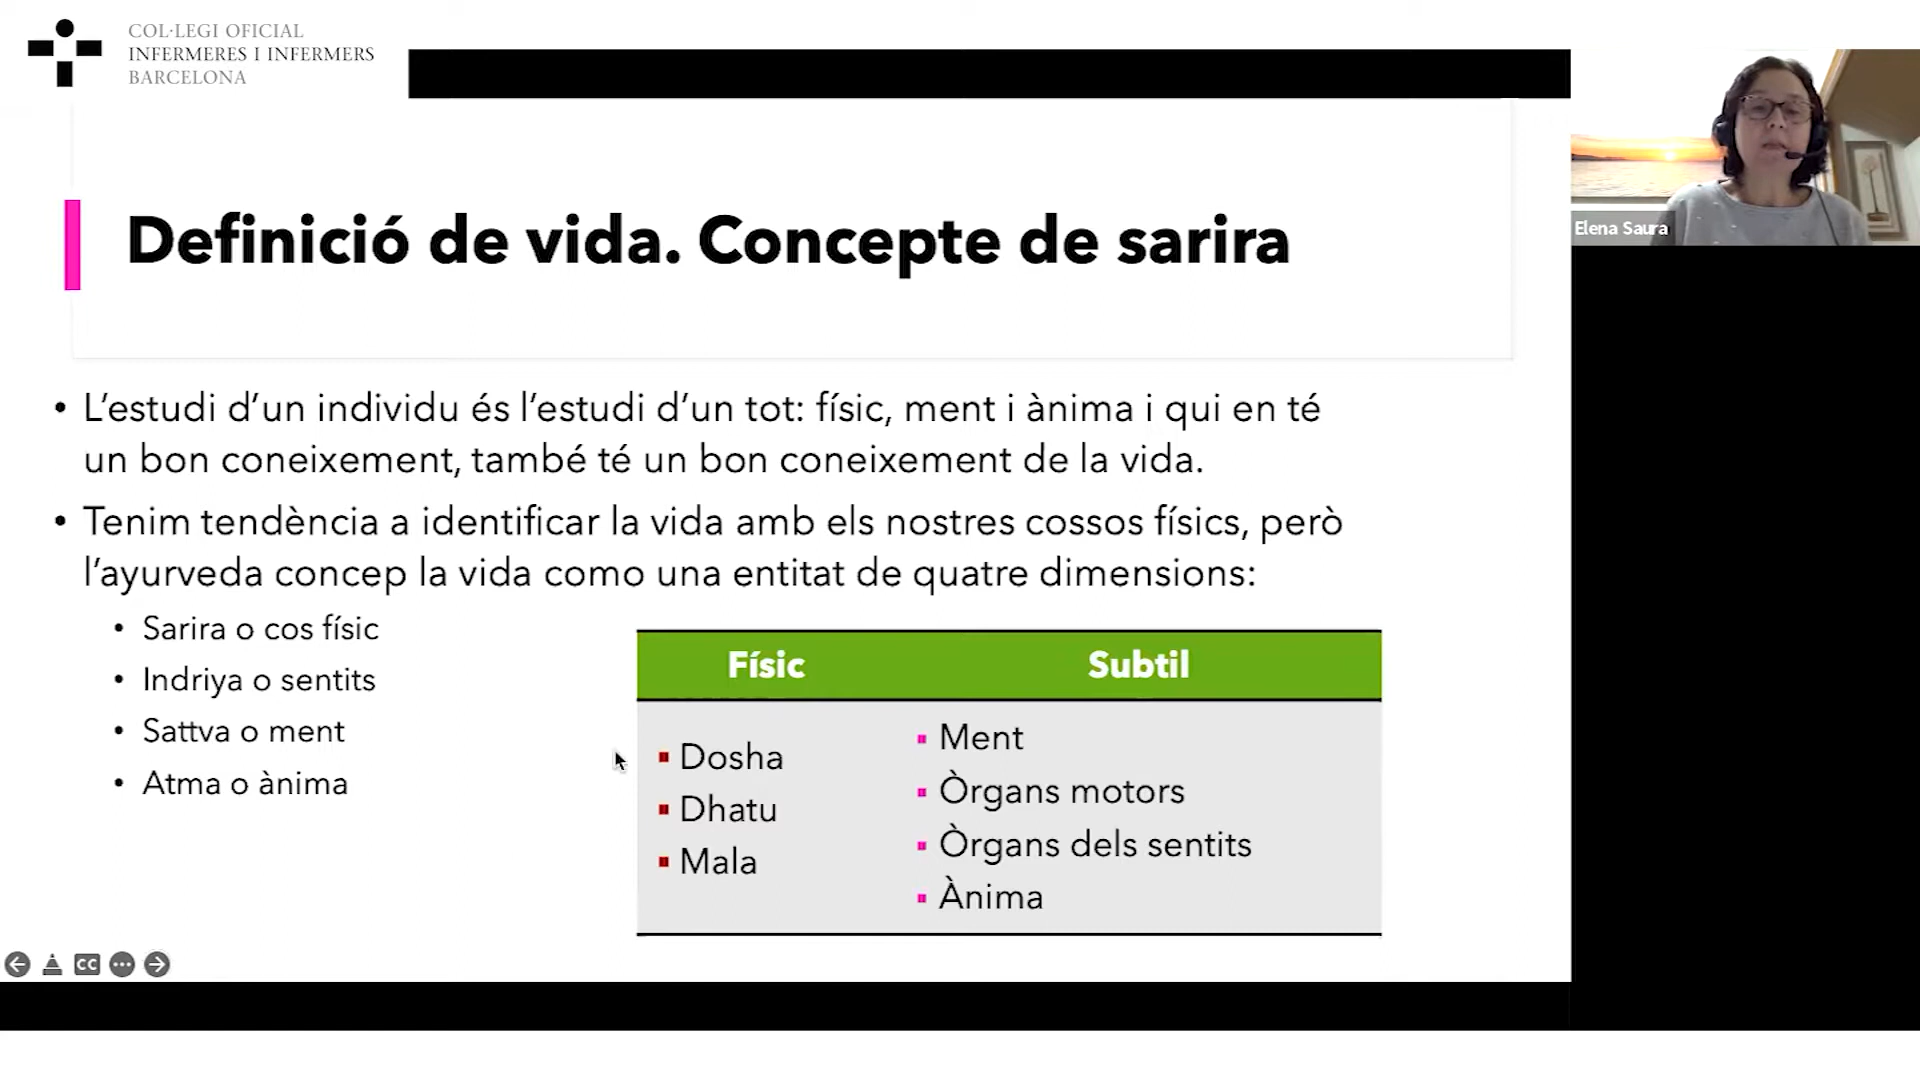 COL·LEGI OFICIAL
INFERMERES I INFERMERS
BARCELONA
Elena Saura
Definició de vida. Concepte de sarira
• L’estudi d’un individu és l’estudi d’un tot: físic, ment i ànima i qui en té
un bon coneixement, també té un bon coneixement de la vida.
• Tenim tendència a identificar la vida amb els nostres cossos físics, però
l’ayurveda concep la vida como una entitat de quatre dimensions:
• Sarira o cos físic
• Indriya o sentits
• Sattva o ment
• Atma o ànima
Físic
Subtil
▪ Dosha
▪ Dhatu
▪ Mala
▪ Ment
▪ Òrgans motors
▪ Òrgans dels sentits
▪ Ànima
CC